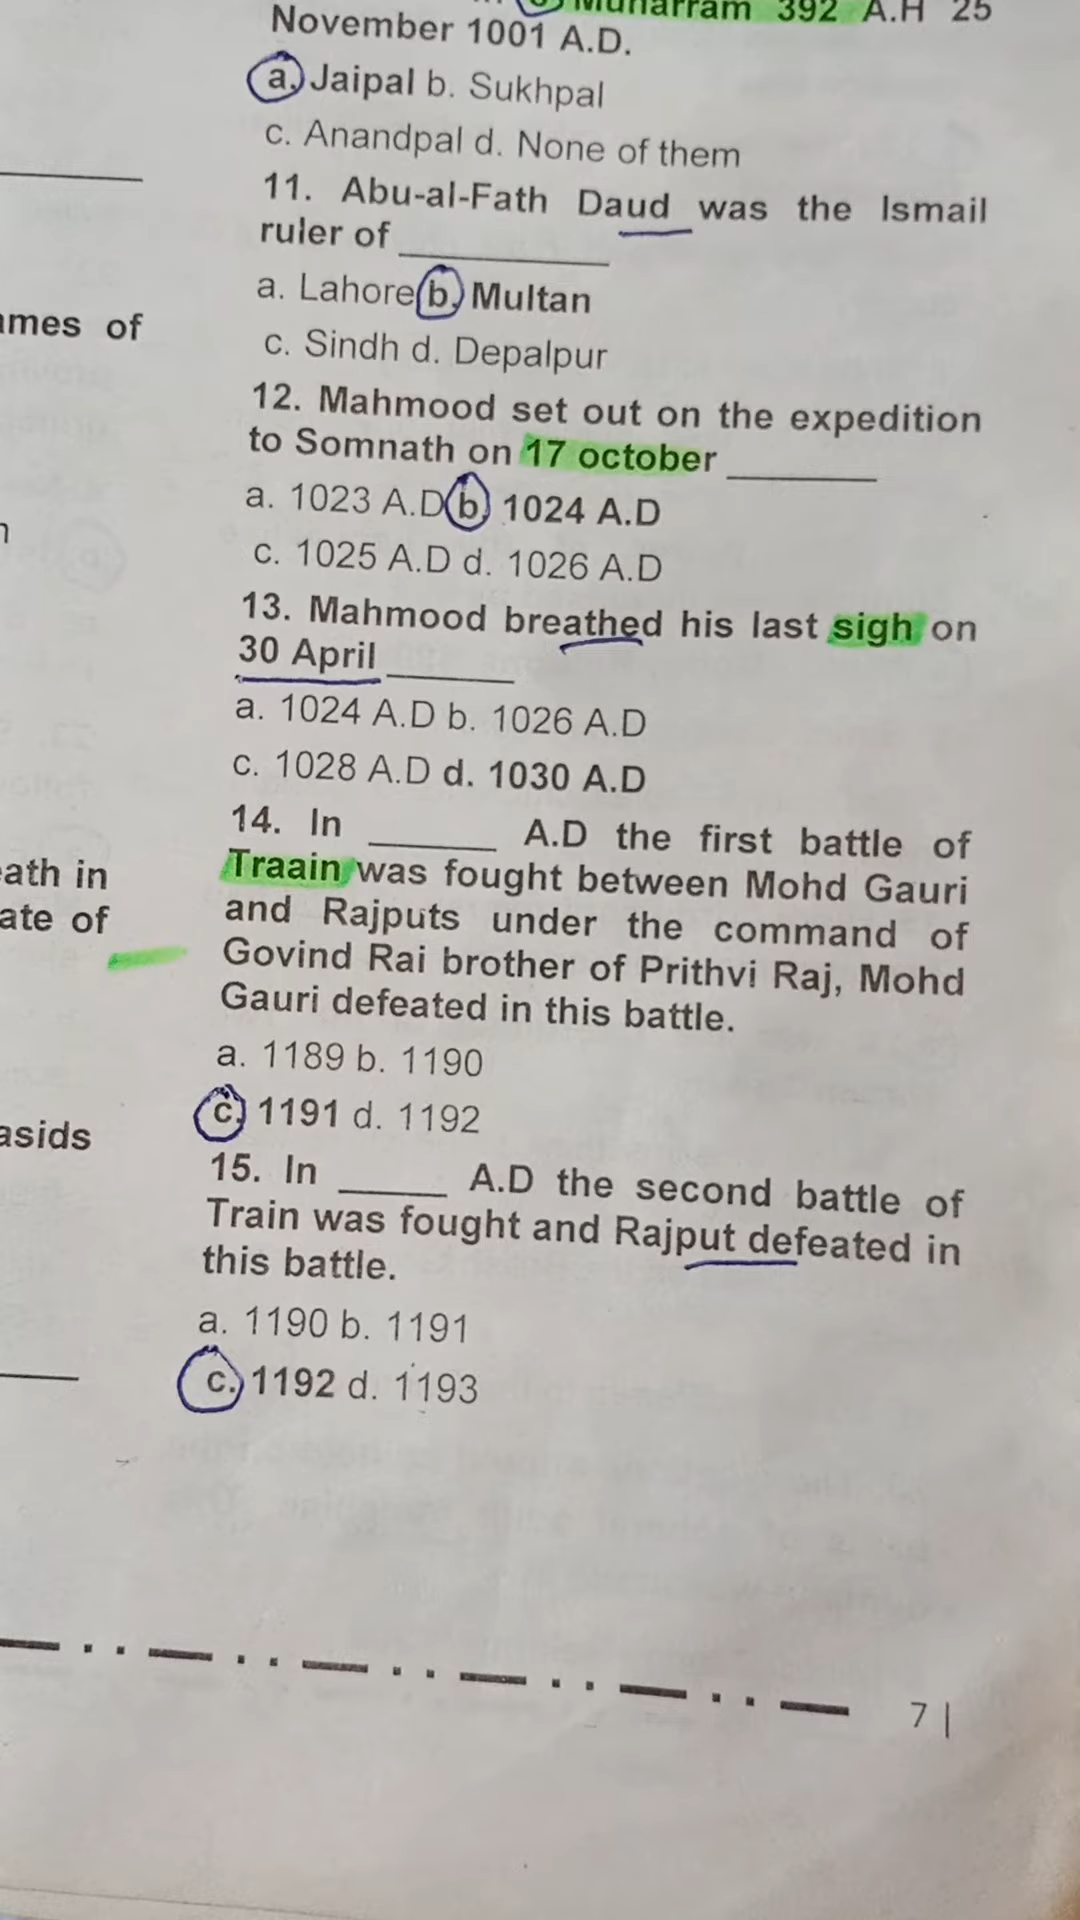 Muharram 392 A.H 25
November 1001 A.D.
a. Jaipal b. Sukhpal
c. Anandpal d. None of them
11. Abu-al-Fath Daud was the Ismail
ruler of ____________
a. Lahore b. Multan
c. Sindh d. Depalpur
12. Mahmood set out on the expedition
to Somnath on 17 october ________
a. 1023 A.D b. 1024 A.D
c. 1025 A.D d. 1026 A.D
13. Mahmood breathed his last sigh on
30 April ________
a. 1024 A.D b. 1026 A.D
c. 1028 A.D d. 1030 A.D
14. In ________ A.D the first battle of
Traain was fought between Mohd Gauri
and Rajputs under the command of
Govind Rai brother of Prithvi Raj, Mohd
Gauri defeated in this battle.
a. 1189 b. 1190
c. 1191 d. 1192
15. In ______ A.D the second battle of
Train was fought and Rajput defeated in
this battle.
a. 1190 b. 1191
c. 1192 d. 1193
of
in
ate of
7 |